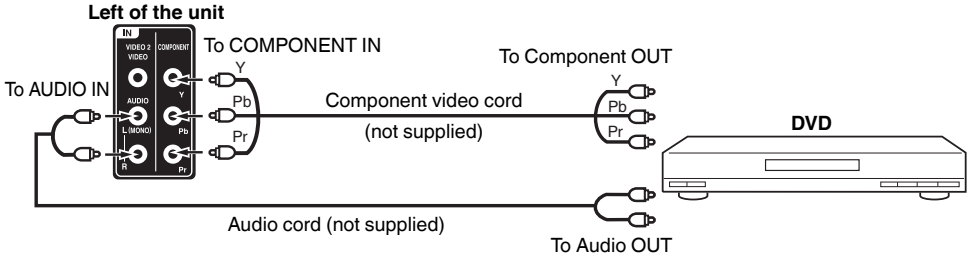 Left of the unit
IN
VIDEO 2
VIDEO
COMPONENT
To COMPONENT IN
To Component OUT
To AUDIO IN
Y
Y
Y
AUDIO
Pb
Component video cord
Pb
L (MONO)
Pb
(not supplied)
Pr
Pr
DVD
R
Pr
Audio cord (not supplied)
To Audio OUT